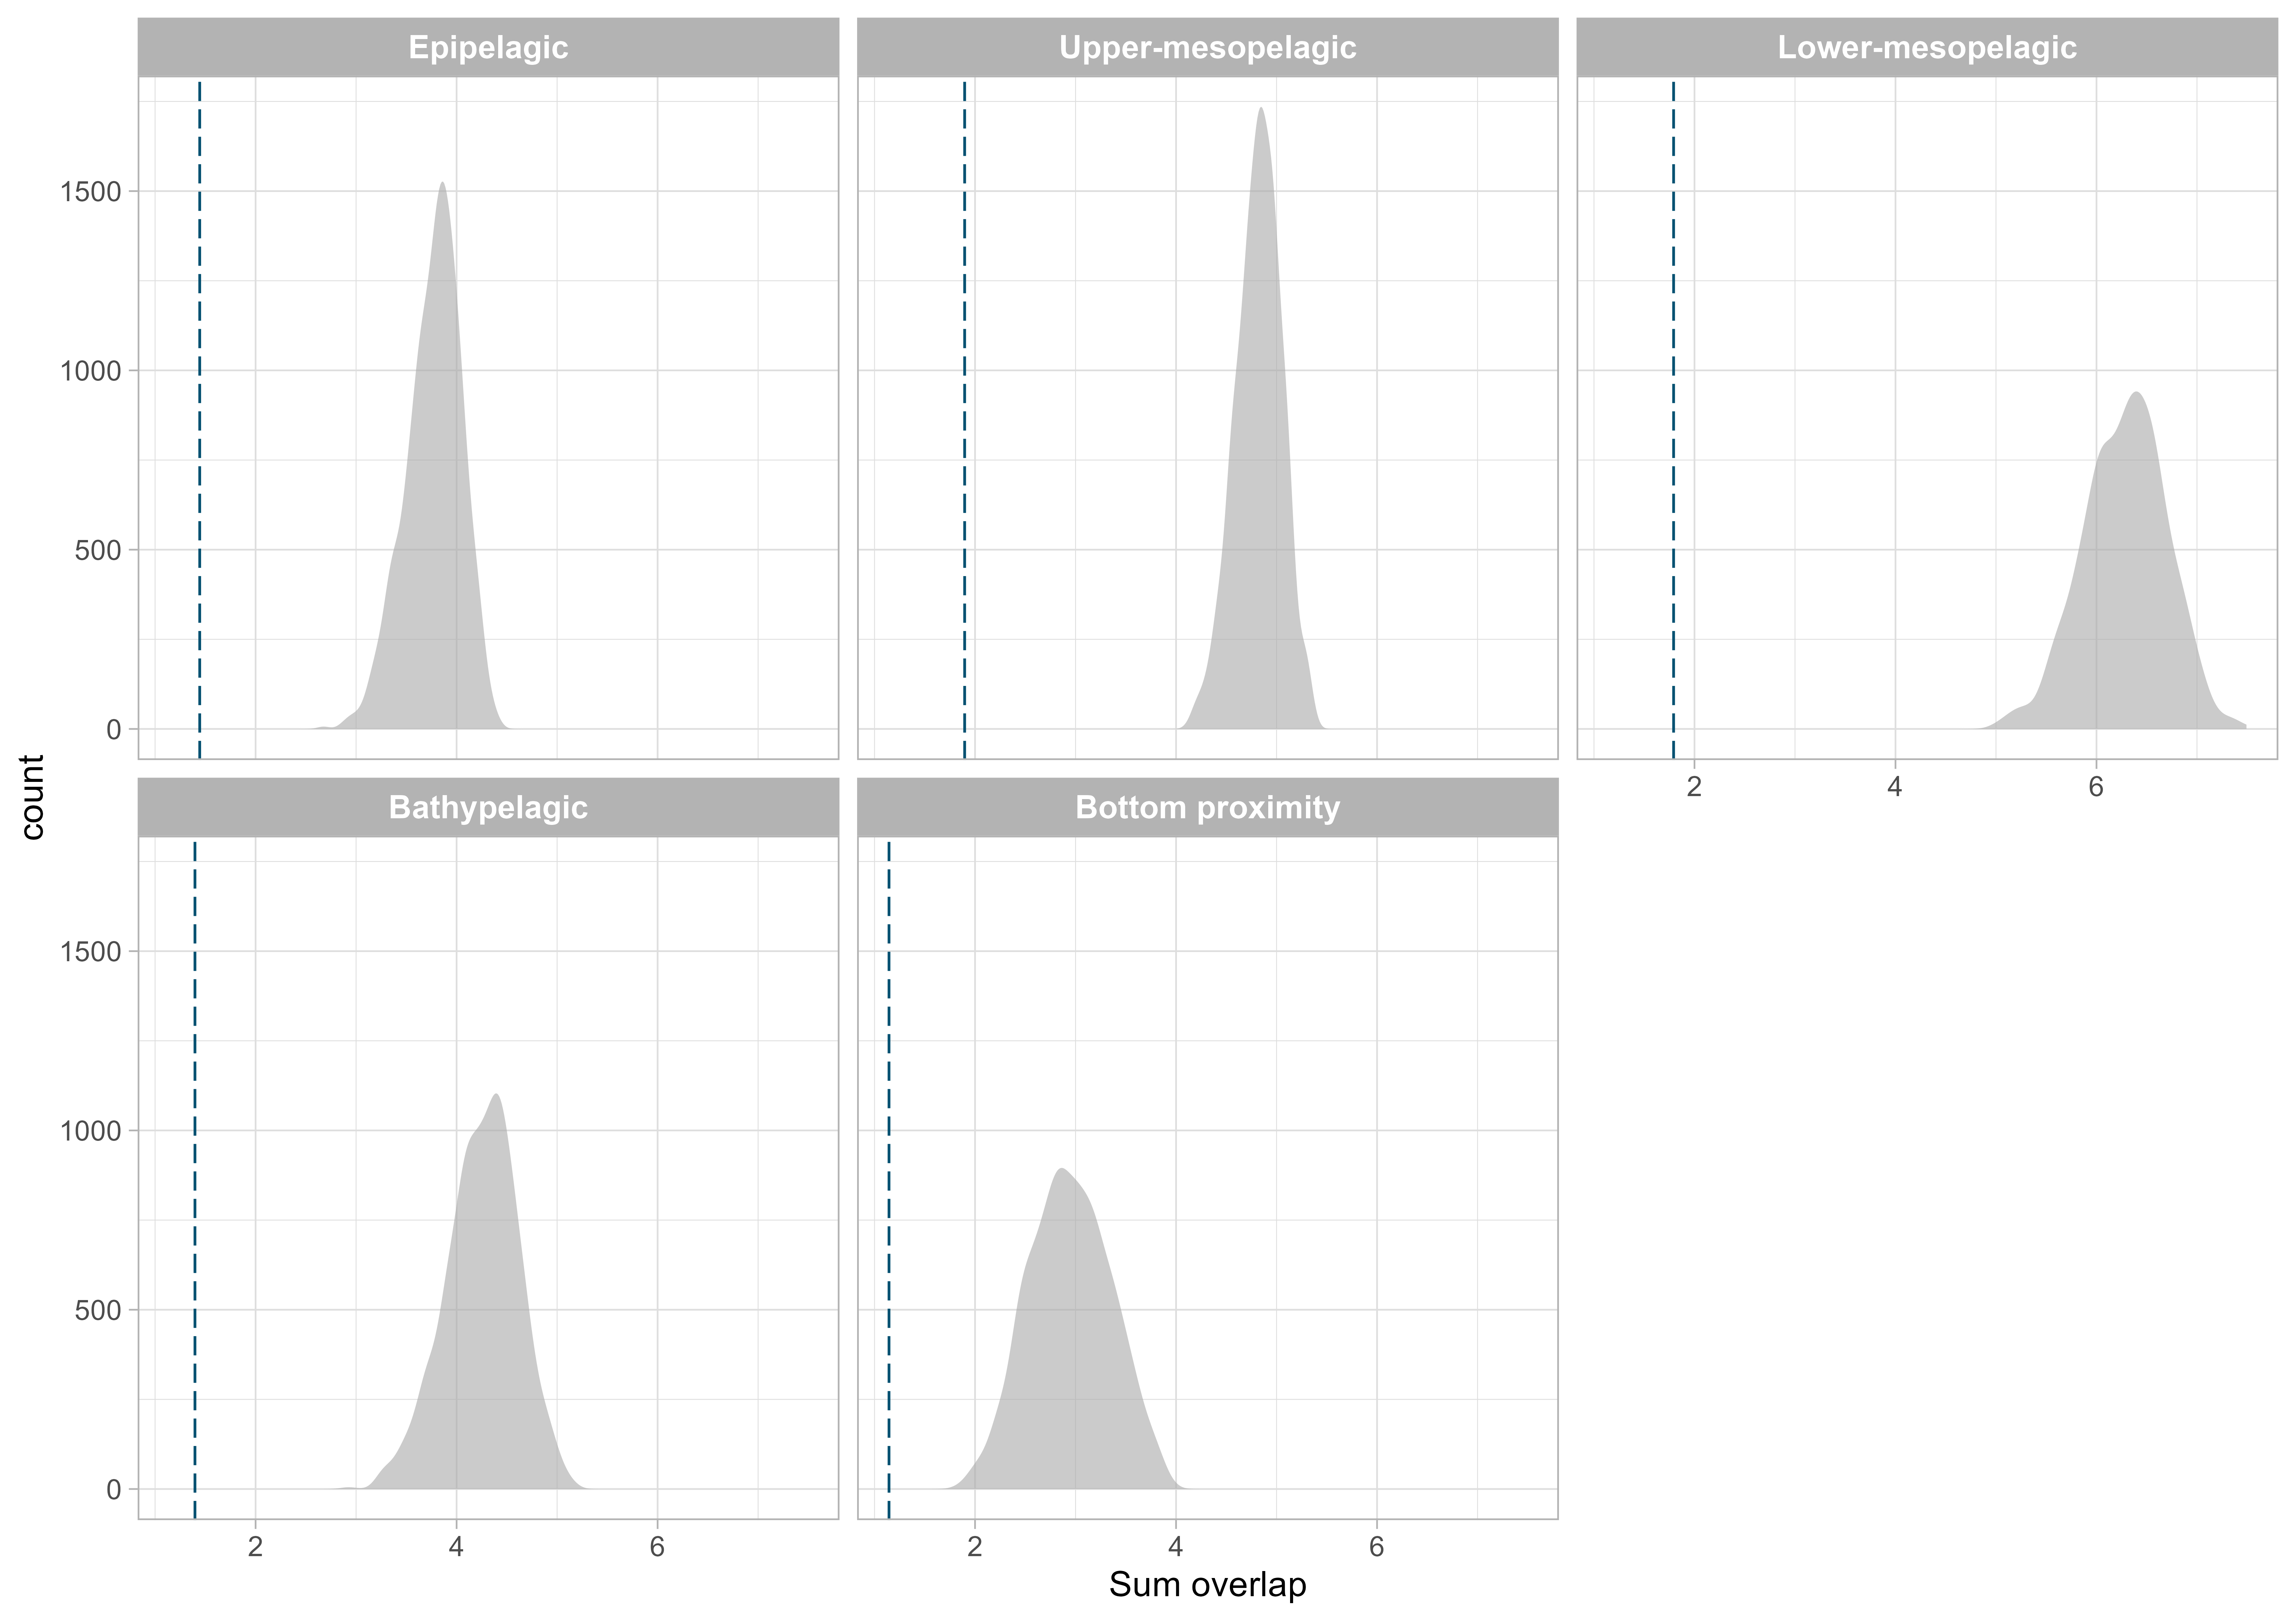 Epipelagic
Upper-mesopelagic
Lower-mesopelagic
1500
1000
500
0
2 4 6
count
Bathypelagic
Bottom proximity
1500
1000
500
0
2 4 6
2 4 6
Sum overlap